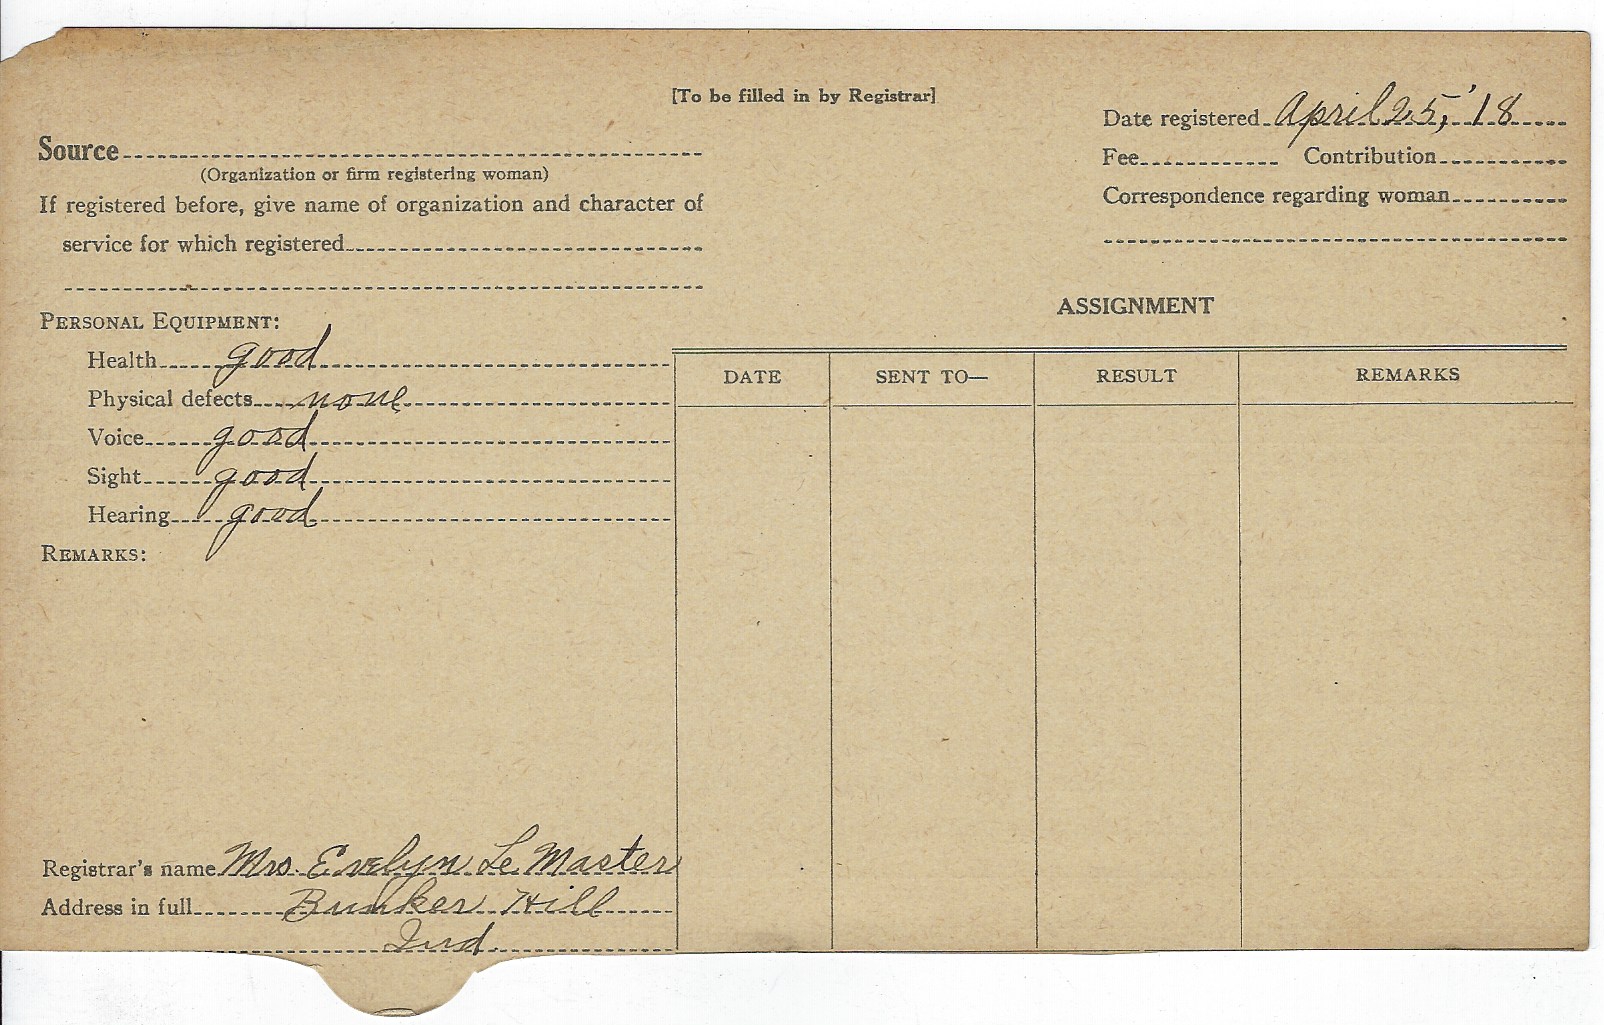 [To be filled in by Registrar]
Date registered April 25, '18
Source
(Organization or firm registering woman)
Fee Contribution
If registered before, give name of organization and character of
service for which registered
Correspondence regarding woman
ASSIGNMENT
PERSONAL EQUIPMENT:
Health good
Physical defects none
Voice good
Sight good
Hearing good
REMARKS:
DATE SENT TO— RESULT REMARKS
Registrar's name Mrs. Evelyn Le Master
Address in full Bunker Hill
Ind.